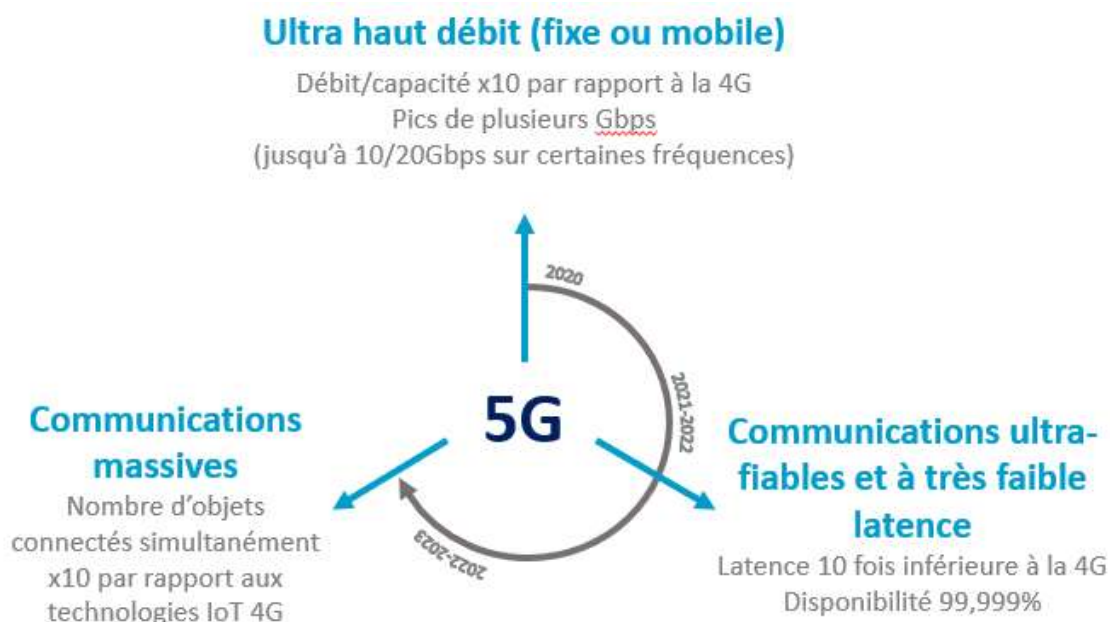 Ultra haut débit (fixe ou mobile)
Débit/capacité x10 par rapport à la 4G
Pics de plusieurs Gbps
(jusqu'à 10/20Gbps sur certaines fréquences)
2020
2021-2022
5G
Communications ultra-
fiables et à très faible
latence
Latence 10 fois inférieure à la 4G
Disponibilité 99,999%
2022-2023
Communications
massives
Nombre d'objets
connectés simultanément
x10 par rapport aux
technologies IoT 4G